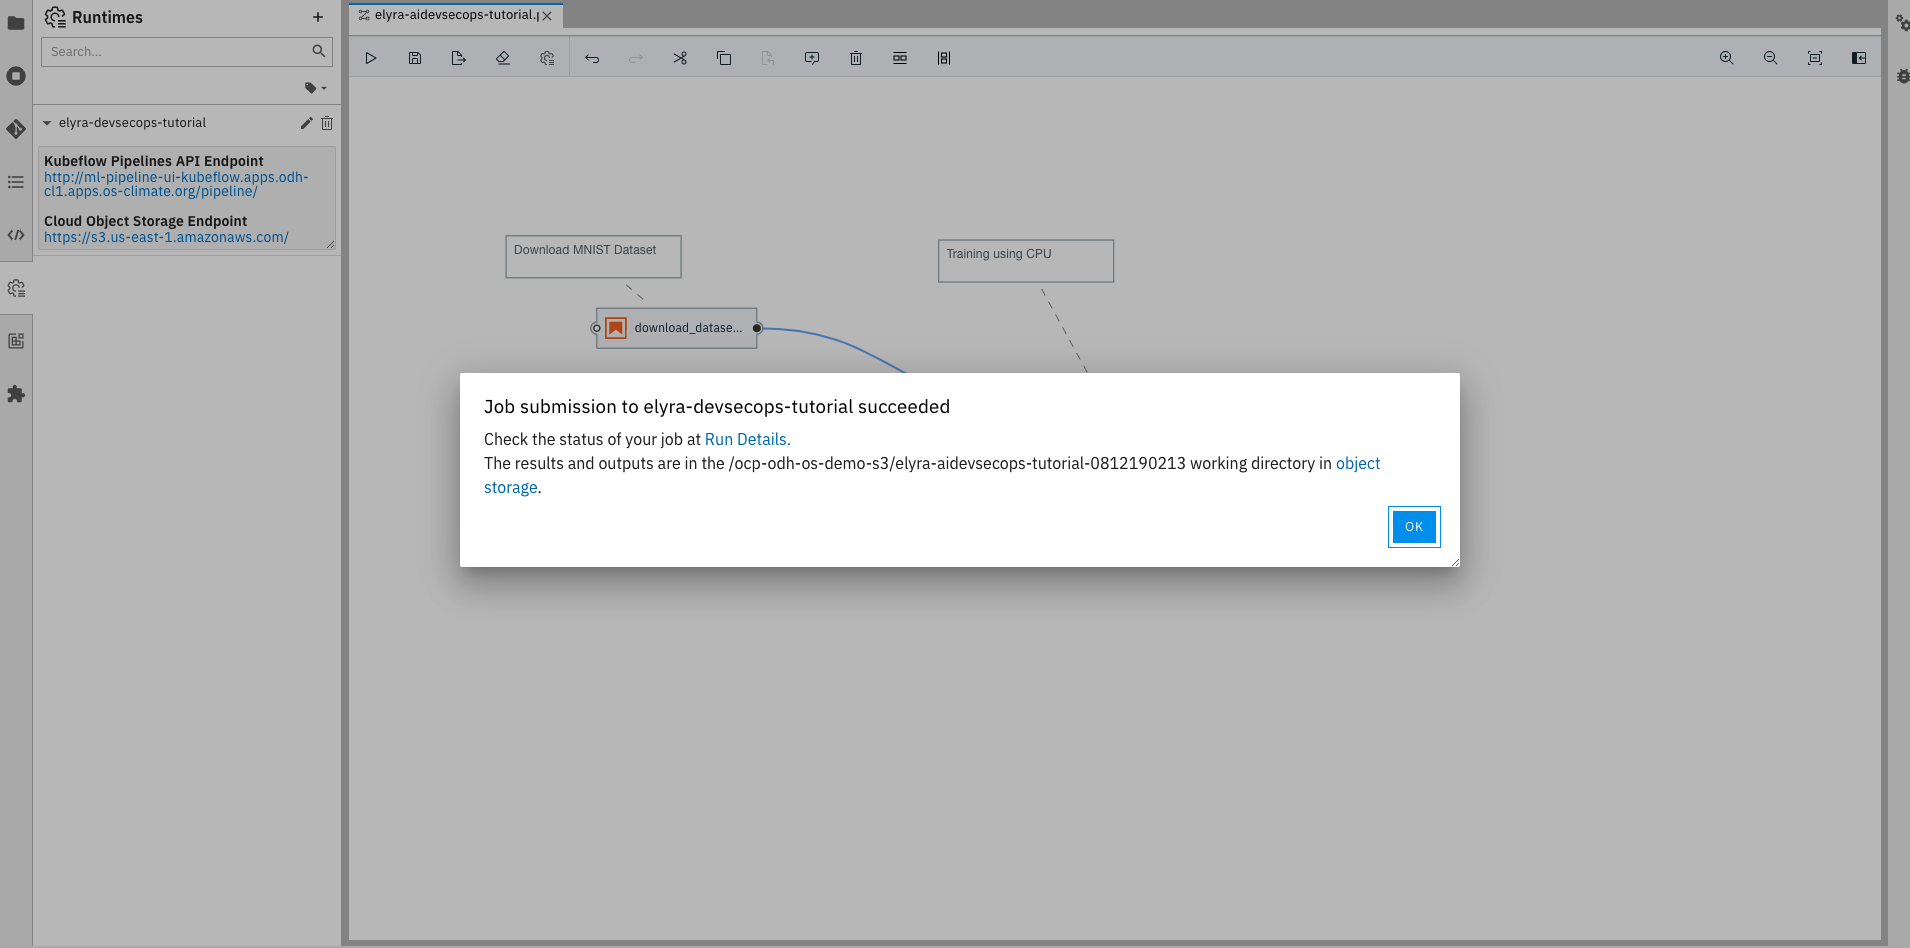 Runtimes
+
Search...
elyra-devsecops-tutorial
Kubeflow Pipelines API Endpoint
http://ml-pipeline-ui-kubeflow.apps.odh-
cl1.apps.os-climate.org/pipeline/
Cloud Object Storage Endpoint
https://s3.us-east-1.amazonaws.com/
elyra-aidevsecops-tutorial.
Download MNIST Dataset
Training using CPU
download_datase...
Job submission to elyra-devsecops-tutorial succeeded
Check the status of your job at Run Details.
The results and outputs are in the /ocp-odh-os-demo-s3/elyra-aidevsecops-tutorial-0812190213 working directory in object
storage.
OK